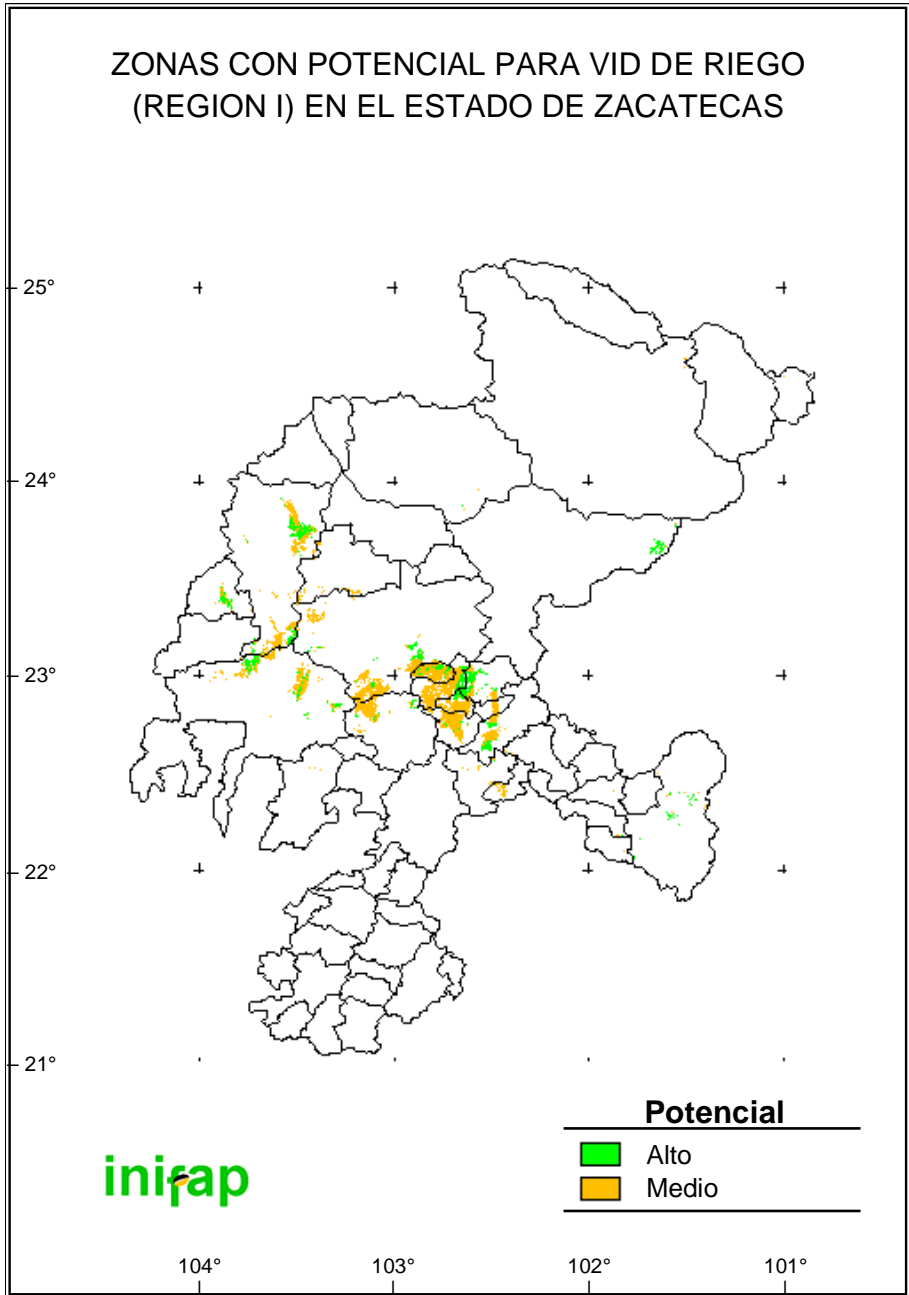 ZONAS CON POTENCIAL PARA VID DE RIEGO
(REGION I) EN EL ESTADO DE ZACATECAS
25°
24°
23°
22°
21°
Potencial
Alto
Medio
inifap
104°
103°
102°
101°